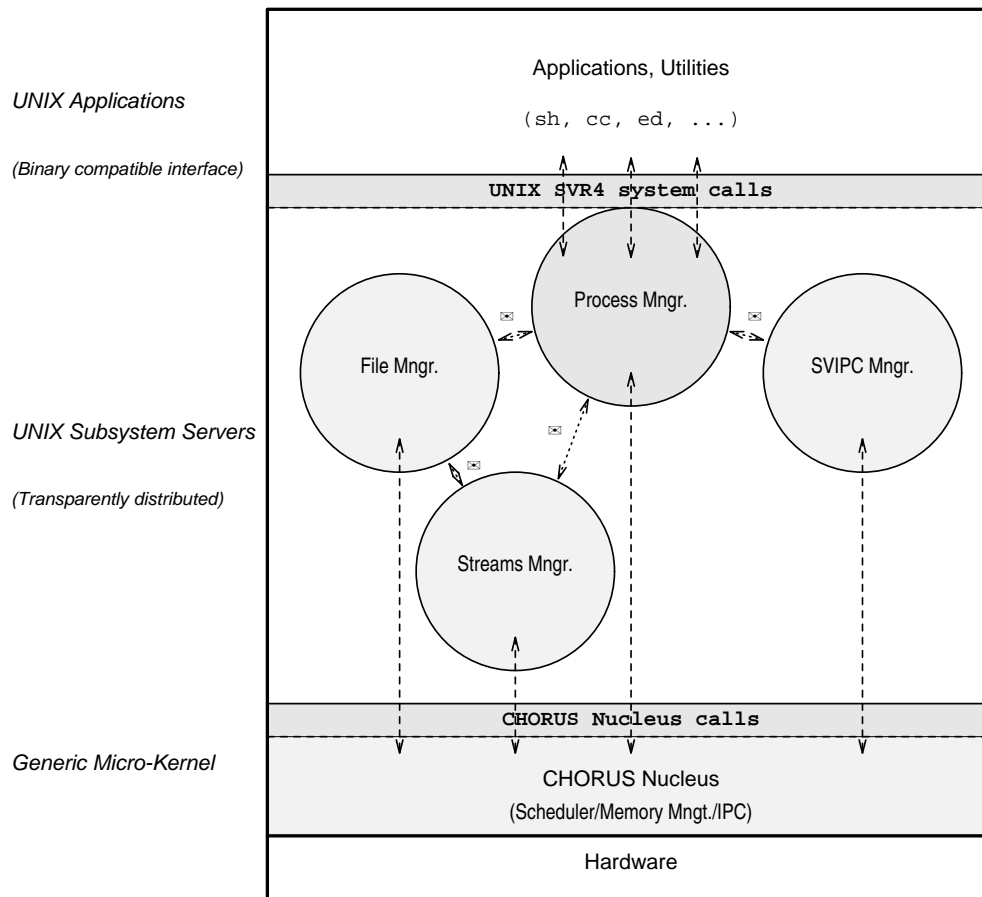 Applications, Utilities
UNIX Applications
(sh, cc, ed, ...)
(Binary compatible interface)
UNIX SVR4 system calls
Process Mngr.
File Mngr.
SVIPC Mngr.
UNIX Subsystem Servers
(Transparently distributed)
Streams Mngr.
CHORUS Nucleus calls
Generic Micro-Kernel
CHORUS Nucleus
(Scheduler/Memory Mngt./IPC)
Hardware